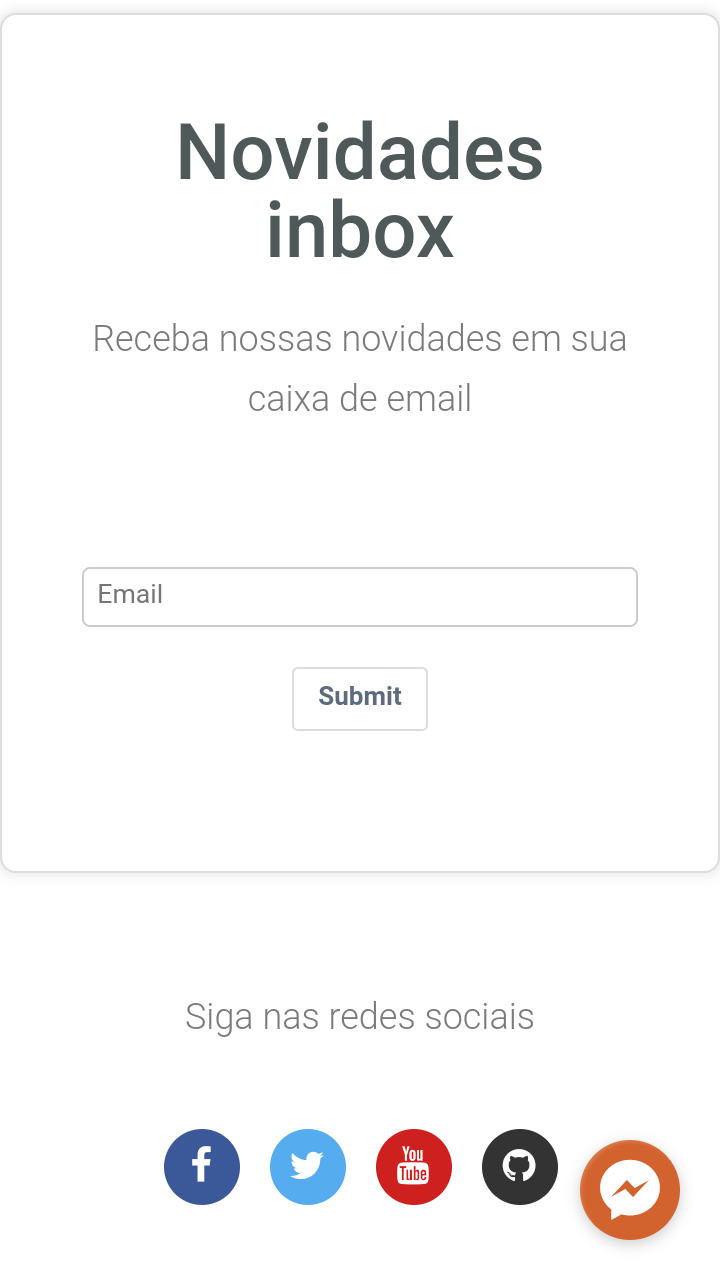 Novidades
inbox
Receba nossas novidades em sua
caixa de email
Email
Submit
Siga nas redes sociais
You
Tube